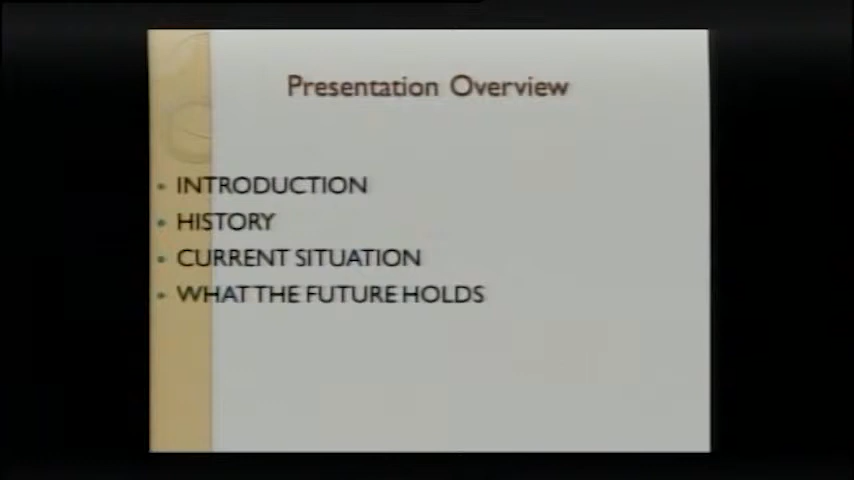 Presentation Overview
• INTRODUCTION
• HISTORY
• CURRENT SITUATION
• WHAT THE FUTURE HOLDS